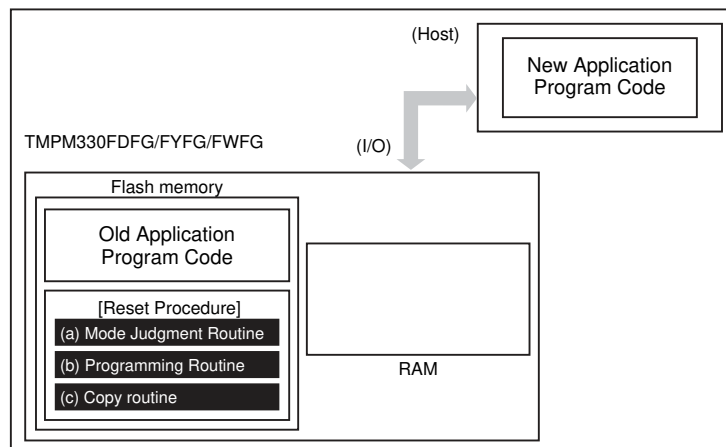 (Host)
New Application
Program Code
TMPM330FDFG/FYFG/FWFG
(I/O)
Flash memory
Old Application
Program Code
[Reset Procedure]
(a) Mode Judgment Routine
(b) Programming Routine
(c) Copy routine
RAM